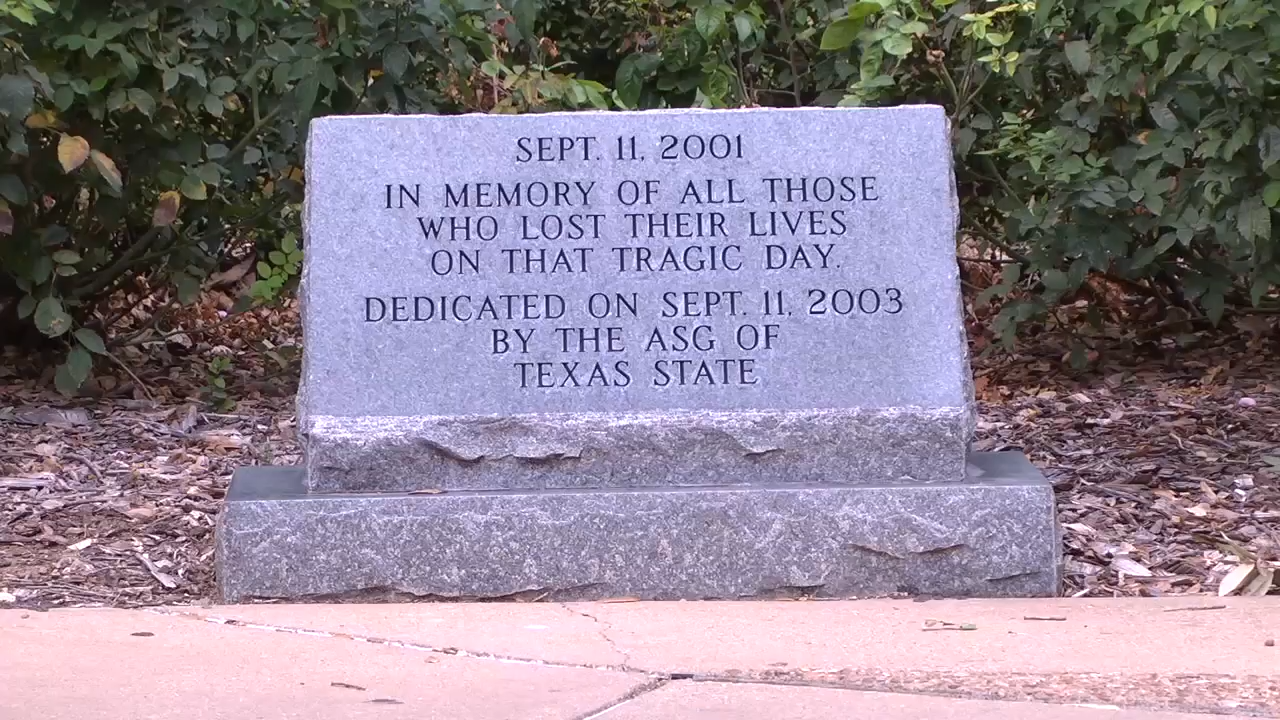 SEPT. 11, 2001
IN MEMORY OF ALL THOSE
WHO LOST THEIR LIVES
ON THAT TRAGIC DAY.
DEDICATED ON SEPT. 11, 2003
BY THE ASG OF
TEXAS STATE